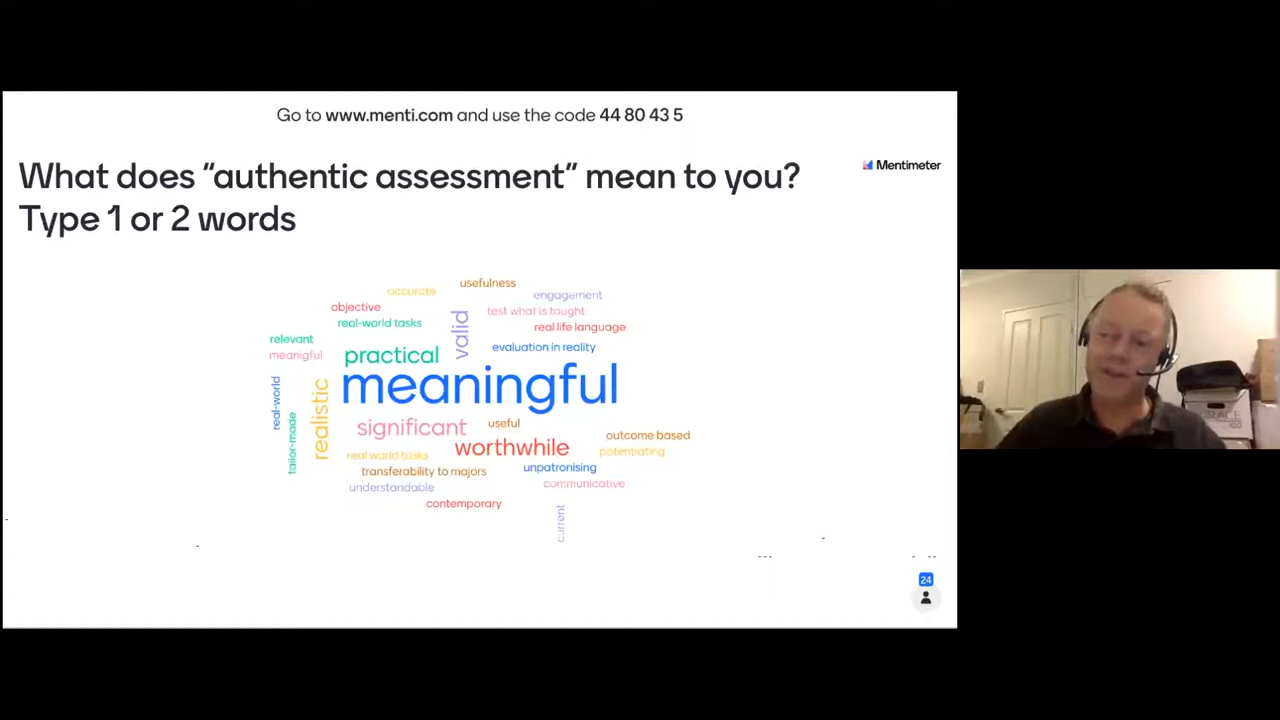 Go to www.menti.com and use the code 44 80 43 5
What does “authentic assessment” mean to you?
Type 1 or 2 words
Mentimeter
usefulness
accurate
engagement
objective
test what is taught
real-world tasks
real life language
valid
relevant
evaluation in reality
meanigful
practical
meaningful
real-world
realistic
tailor-made
significant
useful
worthwhile
outcome based
real world tasks
potentiating
transferability to majors
unpatronising
understandable
communicative
contemporary
current
24
GRACE
100